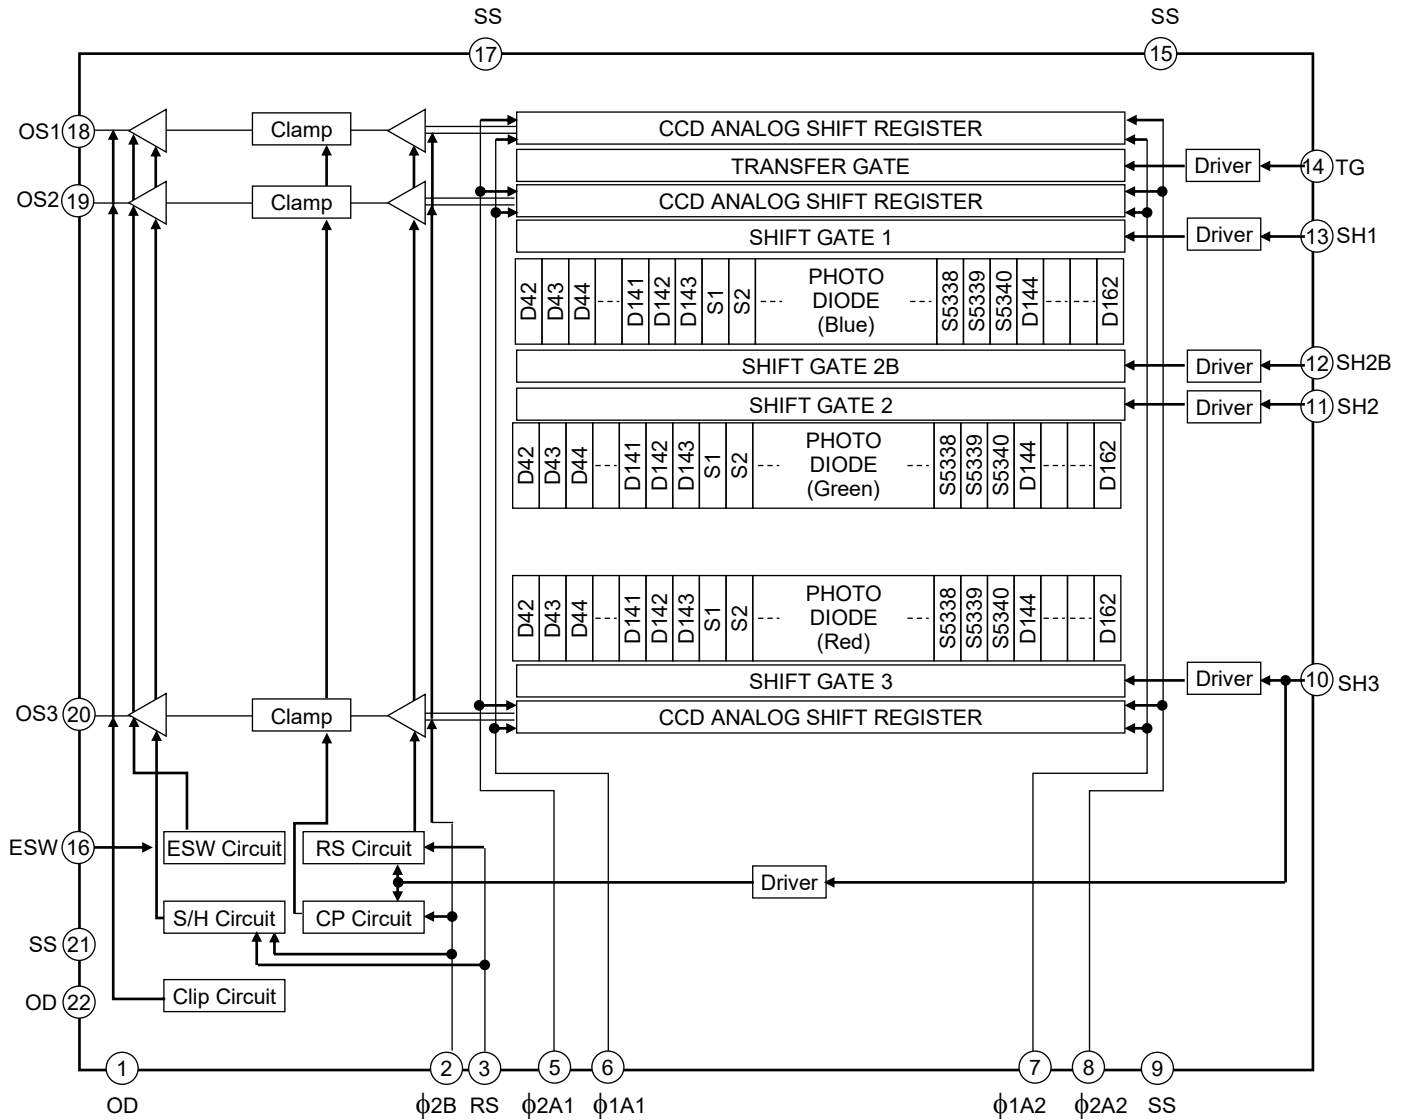 SS
SS
17
15
OS1 18
Clamp
CCD ANALOG SHIFT REGISTER
TRANSFER GATE
Driver
14 TG
OS2 19
Clamp
CCD ANALOG SHIFT REGISTER
SHIFT GATE 1
Driver
13 SH1
D42 D43 D44 ---- D141 D142 D143 S1 S2 --- PHOTO DIODE (Blue) --- S5338 S5339 S5340 D144 ---- D162
SHIFT GATE 2B
Driver
12 SH2B
SHIFT GATE 2
Driver
11 SH2
D42 D43 D44 ---- D141 D142 D143 S1 S2 --- PHOTO DIODE (Green) --- S5338 S5339 S5340 D144 ---- D162
D42 D43 D44 ---- D141 D142 D143 S1 S2 --- PHOTO DIODE (Red) --- S5338 S5339 S5340 D144 ---- D162
SHIFT GATE 3
Driver
10 SH3
OS3 20
Clamp
CCD ANALOG SHIFT REGISTER
ESW 16
ESW Circuit
RS Circuit
Driver
S/H Circuit
CP Circuit
SS 21
OD 22
Clip Circuit
1 2 3 5 6 7 8 9
OD ϕ2B RS ϕ2A1 ϕ1A1 ϕ1A2 ϕ2A2 SS